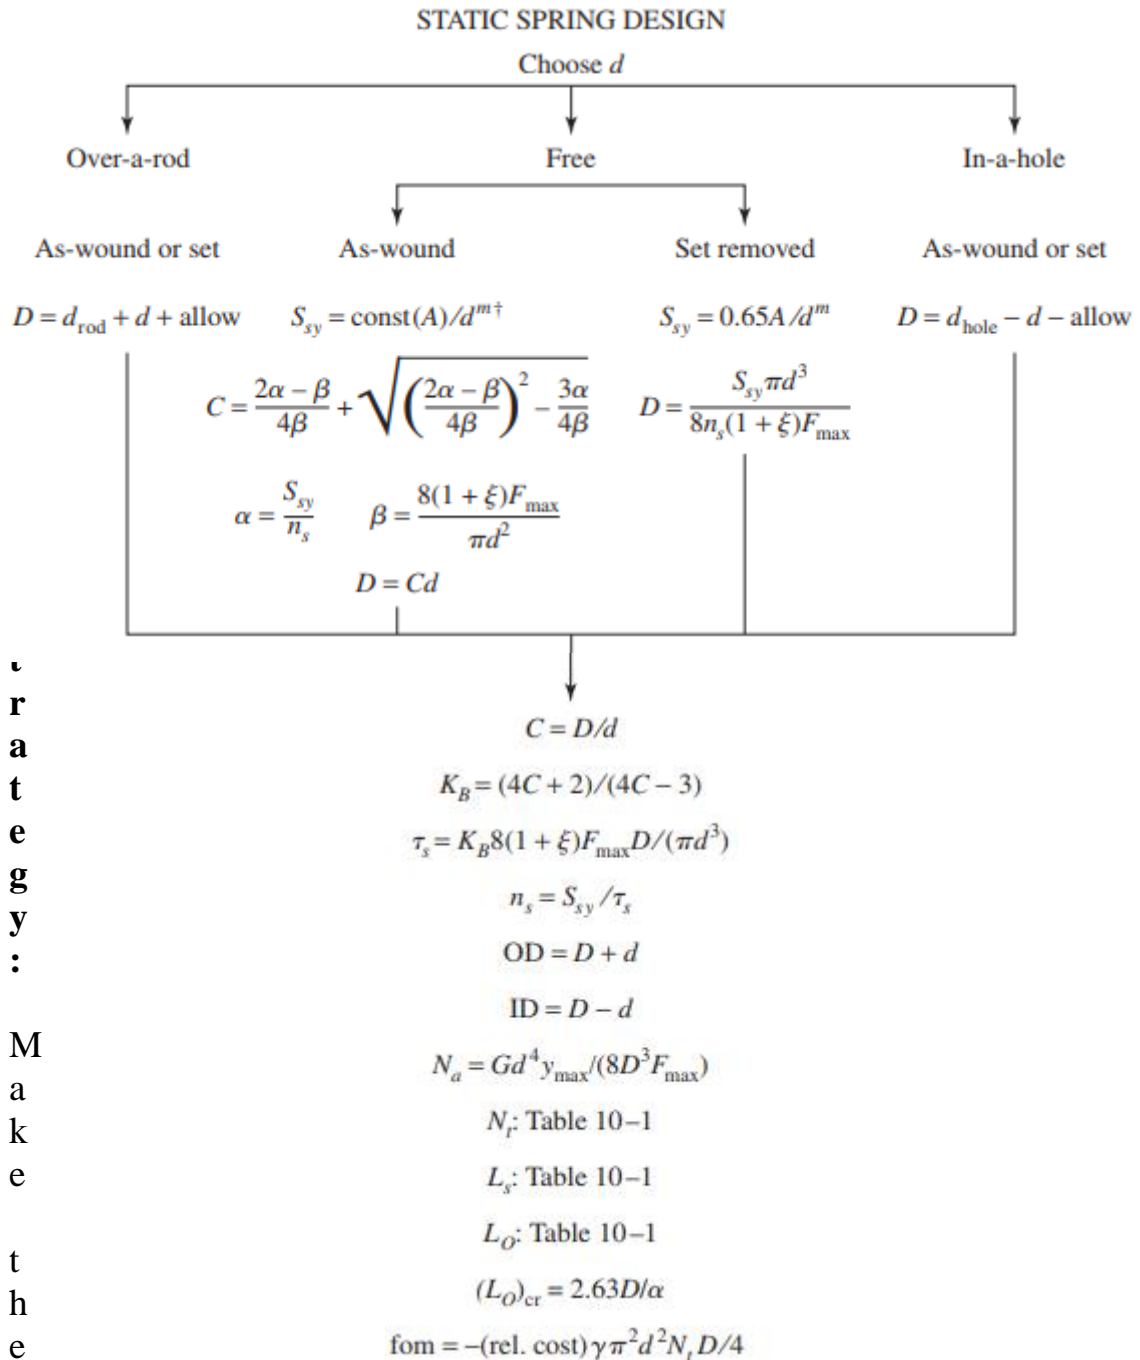 STATIC SPRING DESIGN
Choose d
Over-a-rod Free In-a-hole
As-wound or set As-wound Set removed As-wound or set
D = d_rod + d + allow S_sy = const(A)/d^m† S_sy = 0.65A/d^m D = d_hole − d − allow
C = (2α − β)/(4β) + √(((2α − β)/(4β))² − 3α/(4β)) D = S_sy πd³/(8n_s(1 + ξ)F_max)
α = S_sy/n_s β = 8(1 + ξ)F_max/(πd²)
D = Cd
C = D/d
K_B = (4C + 2)/(4C − 3)
τ_s = K_B 8(1 + ξ)F_max D/(πd³)
n_s = S_sy/τ_s
OD = D + d
ID = D − d
N_a = Gd⁴y_max/(8D³F_max)
N_t: Table 10–1
L_s: Table 10–1
L_O: Table 10–1
(L_O)_cr = 2.63D/α
fom = −(rel. cost)γπ²d²N_t D/4
t
r
a
t
e
g
y
:
M
a
k
e
t
h
e